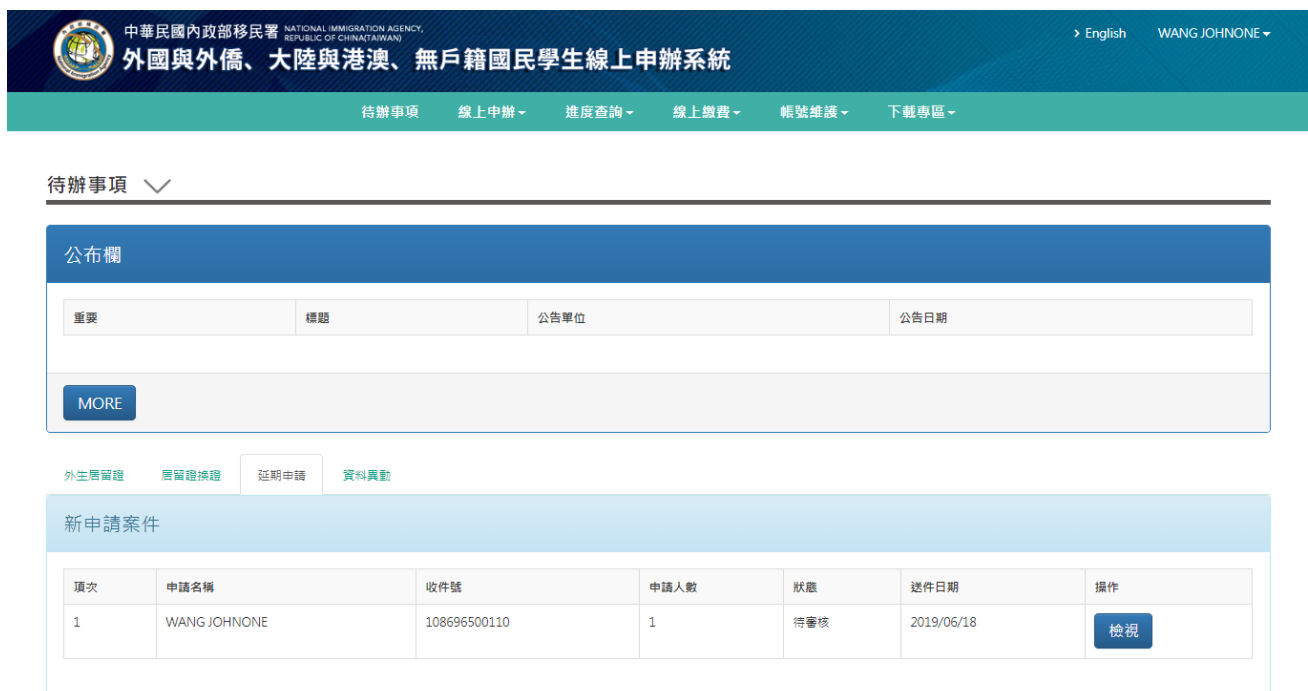 中華民國內政部移民署 NATIONAL IMMIGRATION AGENCY,
REPUBLIC OF CHINA(TAIWAN)
外國與外僑、大陸與港澳、無戶籍國民學生線上申辦系統
> English WANG JOHNONE
待辦事項 線上申辦 進度查詢 線上繳費 帳號維護 下載專區
待辦事項
公布欄
重要 標題 公告單位 公告日期
MORE
外生居留證 居留證換證 延期申請 資料異動
新申請案件
項次 申請名稱 收件號 申請人數 狀態 送件日期 操作
1 WANG JOHNONE 108696500110 1 待審核 2019/06/18 檢視